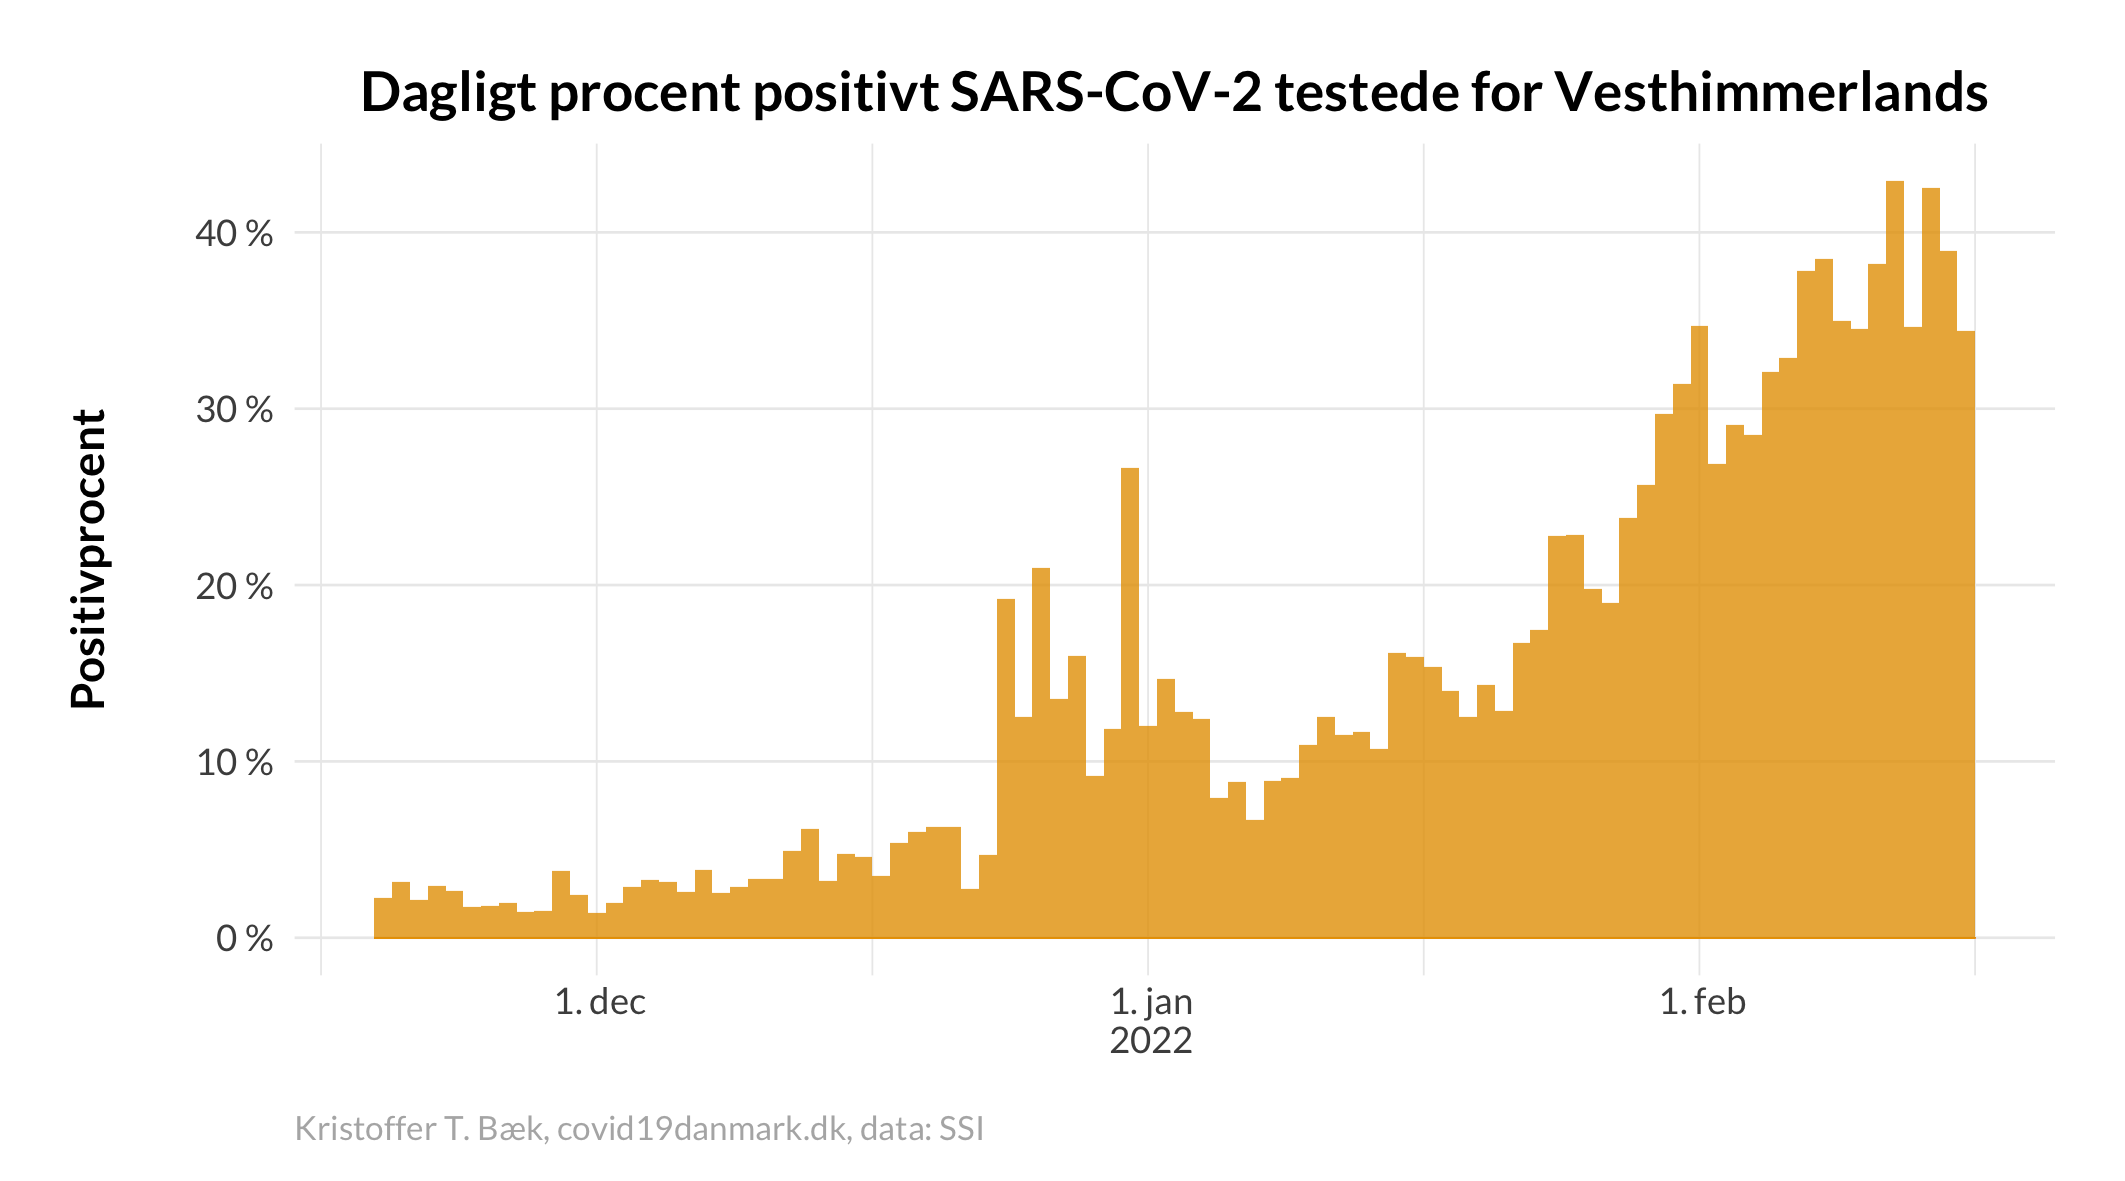 Dagligt procent positivt SARS-CoV-2 testede for Vesthimmerlands
Positivprocent
40 %
30 %
20 %
10 %
0 %
1. dec
1. jan
2022
1. feb
Kristoffer T. Bæk, covid19danmark.dk, data: SSI